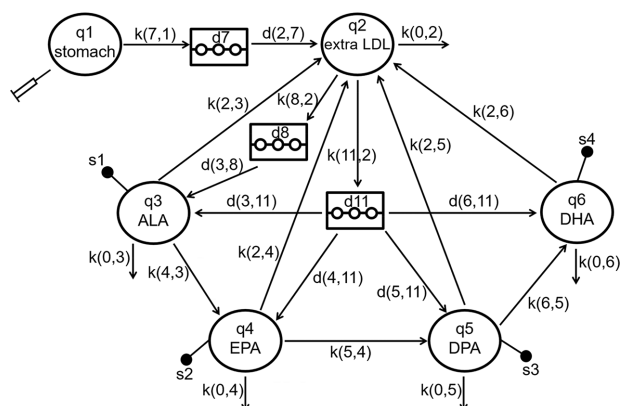 q1
stomach
k(7,1)
d7
d(2,7)
q2
extra LDL
k(0,2)
k(2,3)
k(8,2)
d8
d(3,8)
k(11,2)
k(2,5)
k(2,6)
s1
s4
q3
ALA
d(3,11)
d11
d(6,11)
q6
DHA
k(0,3)
k(4,3)
k(2,4)
d(4,11)
d(5,11)
k(6,5)
k(0,6)
q4
EPA
k(5,4)
q5
DPA
s2
s3
k(0,4)
k(0,5)